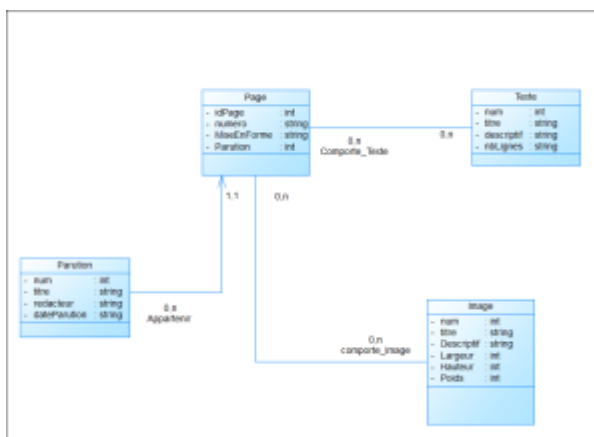 Page
- idPage : int
- numero : string
- MiseEnForme : string
- Parution : int
Texte
- num : int
- titre : string
- descriptif : string
- nbLignes : string
0,n
0,n
Comporte_Texte
1,1
0,n
Parution
- num : int
- titre : string
- redacteur : string
- dateParution : string
0,n
Appartenir
Image
- num : int
- titre : string
- Descriptif : string
- Largeur : int
- Hauteur : int
- Poids : int
0,n
comporte_Image